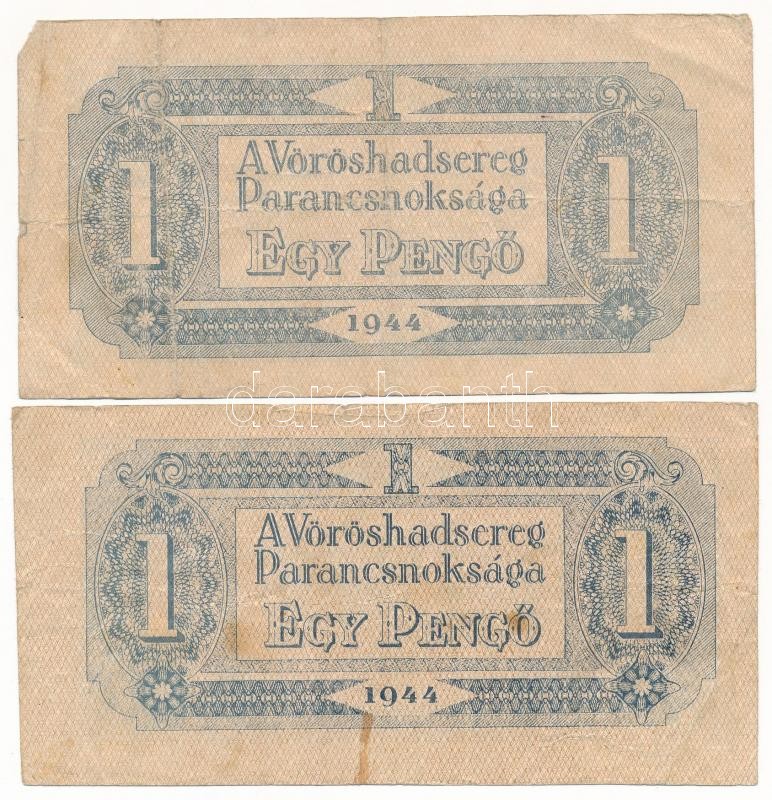 1
A Vöröshadsereg
1 Parancsnoksága 1
EGY PENGŐ
1944
darabanth
1
A Vöröshadsereg
Parancsnoksága
1 EGY PENGŐ 1
1944